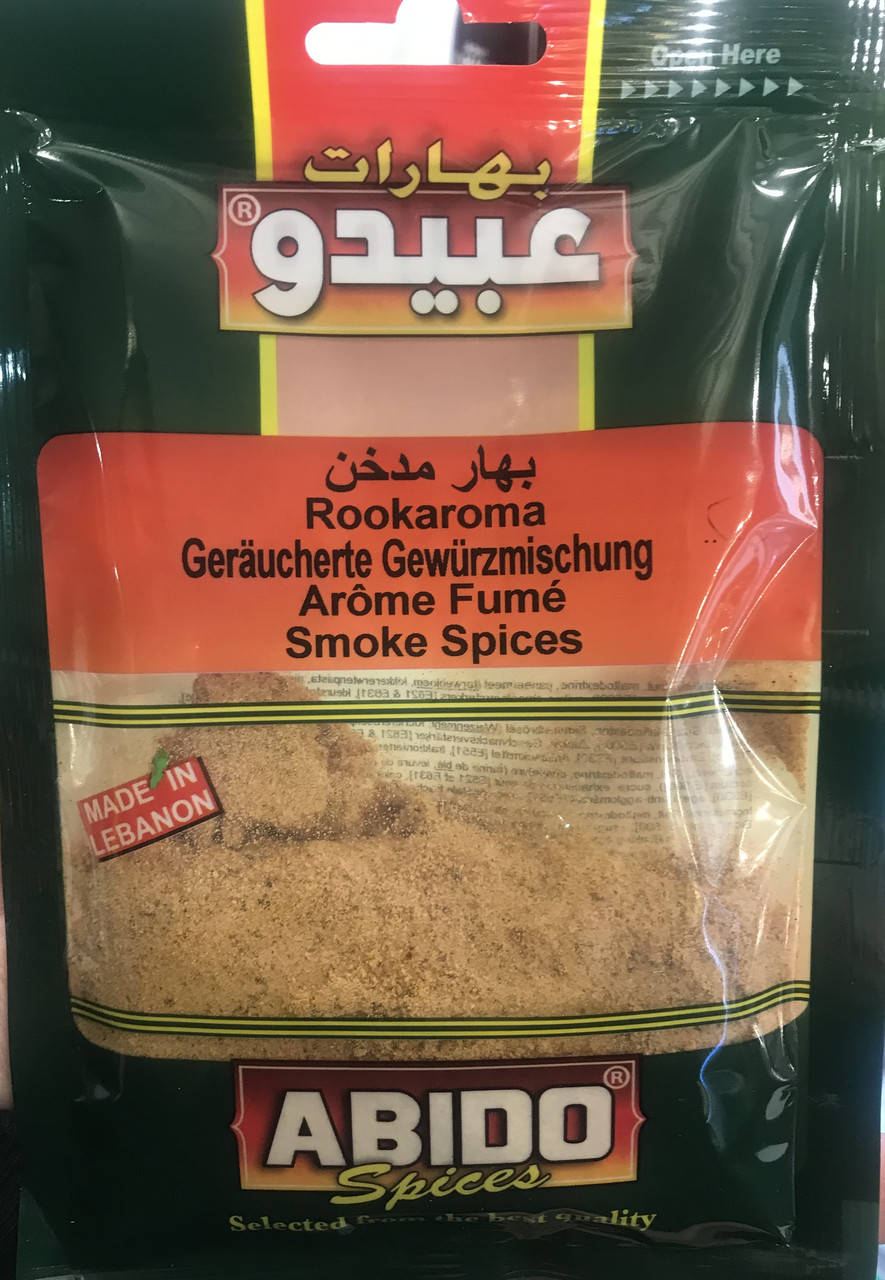 Open Here
بهارات
عبيدو®
بهار مدخن
Rookaroma
Geräucherte Gewürzmischung
Arôme Fumé
Smoke Spices
MADE IN
LEBANON
ABIDO®
Spices
Selected from the best quality